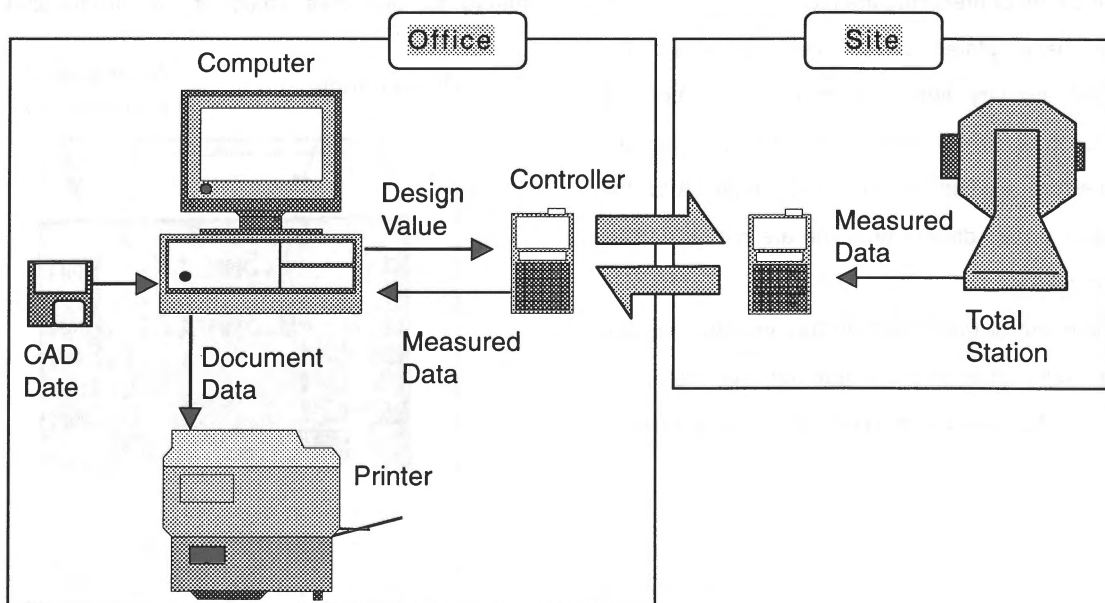 Office
Site
Computer
Design
Value
Controller
Measured
Data
CAD
Date
Document
Data
Measured
Data
Total
Station
Printer